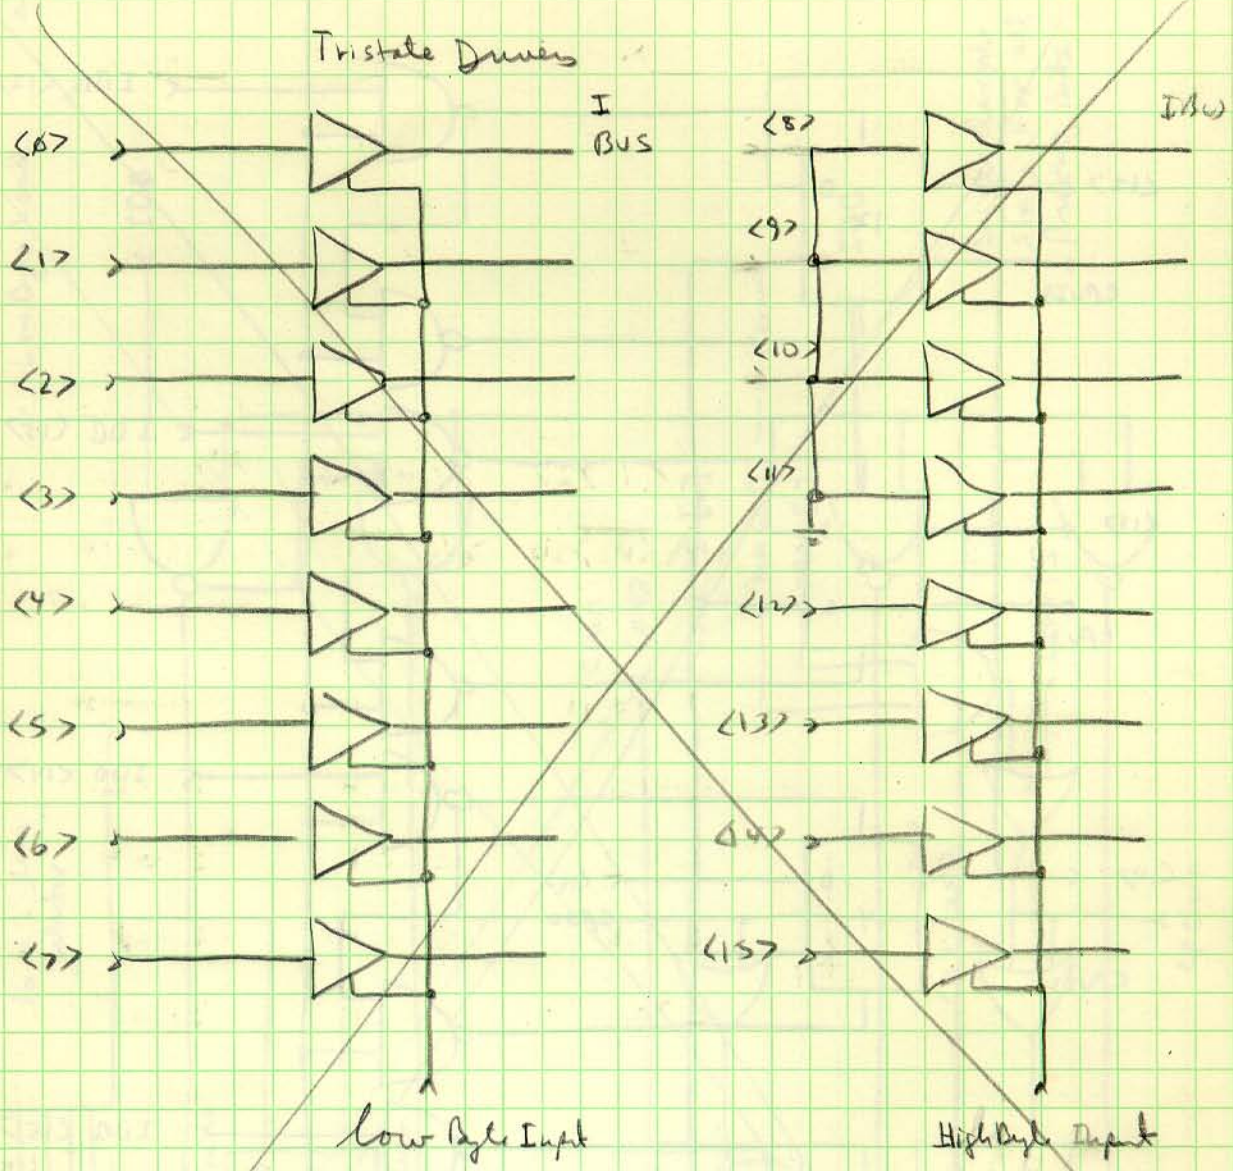 Tristate Drivers
I
BUS
<0>
<1>
<2>
<3>
<4>
<5>
<6>
<7>
Low Byte Input
IBus
<8>
<9>
<10>
<11>
<12>
<13>
<14>
<15>
High Byte Input